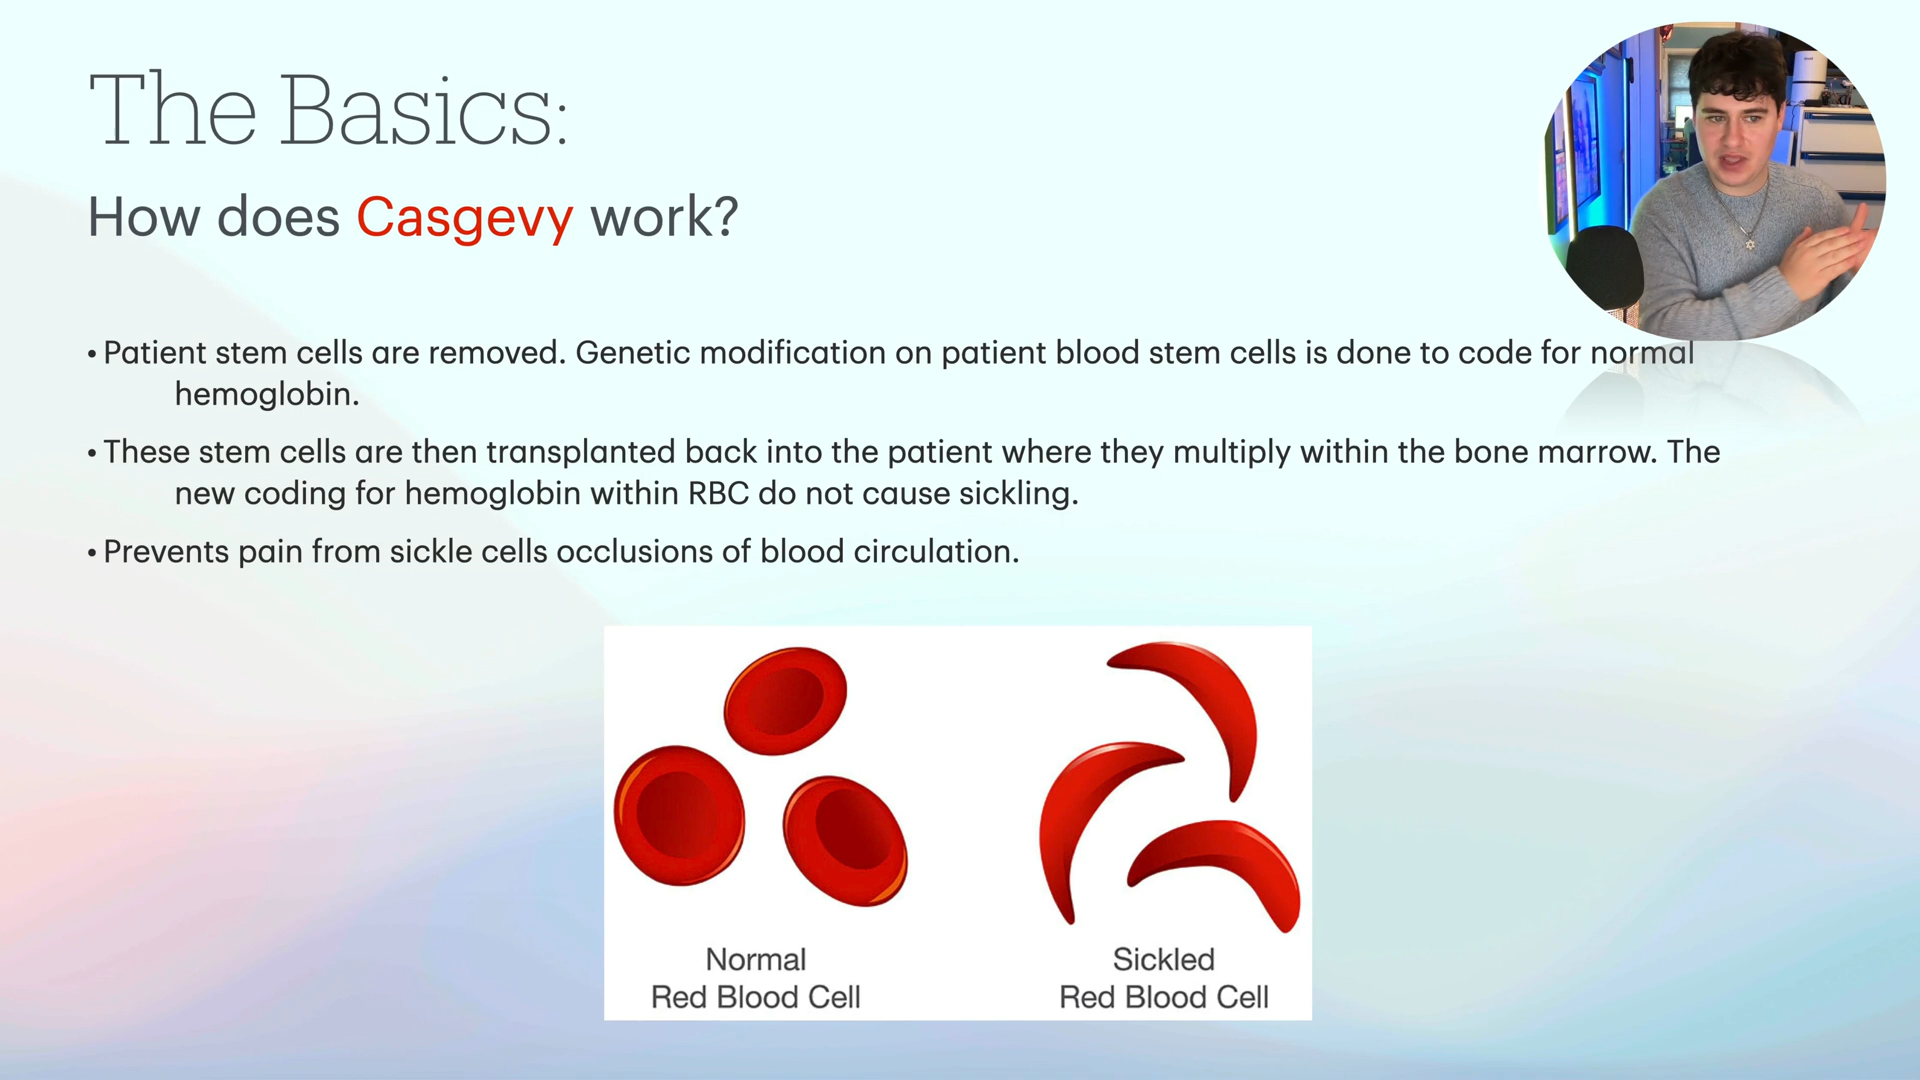 The Basics:
How does Casgevy work?
• Patient stem cells are removed. Genetic modification on patient blood stem cells is done to code for normal
hemoglobin.
• These stem cells are then transplanted back into the patient where they multiply within the bone marrow. The
new coding for hemoglobin within RBC do not cause sickling.
• Prevents pain from sickle cells occlusions of blood circulation.
Normal
Red Blood Cell
Sickled
Red Blood Cell